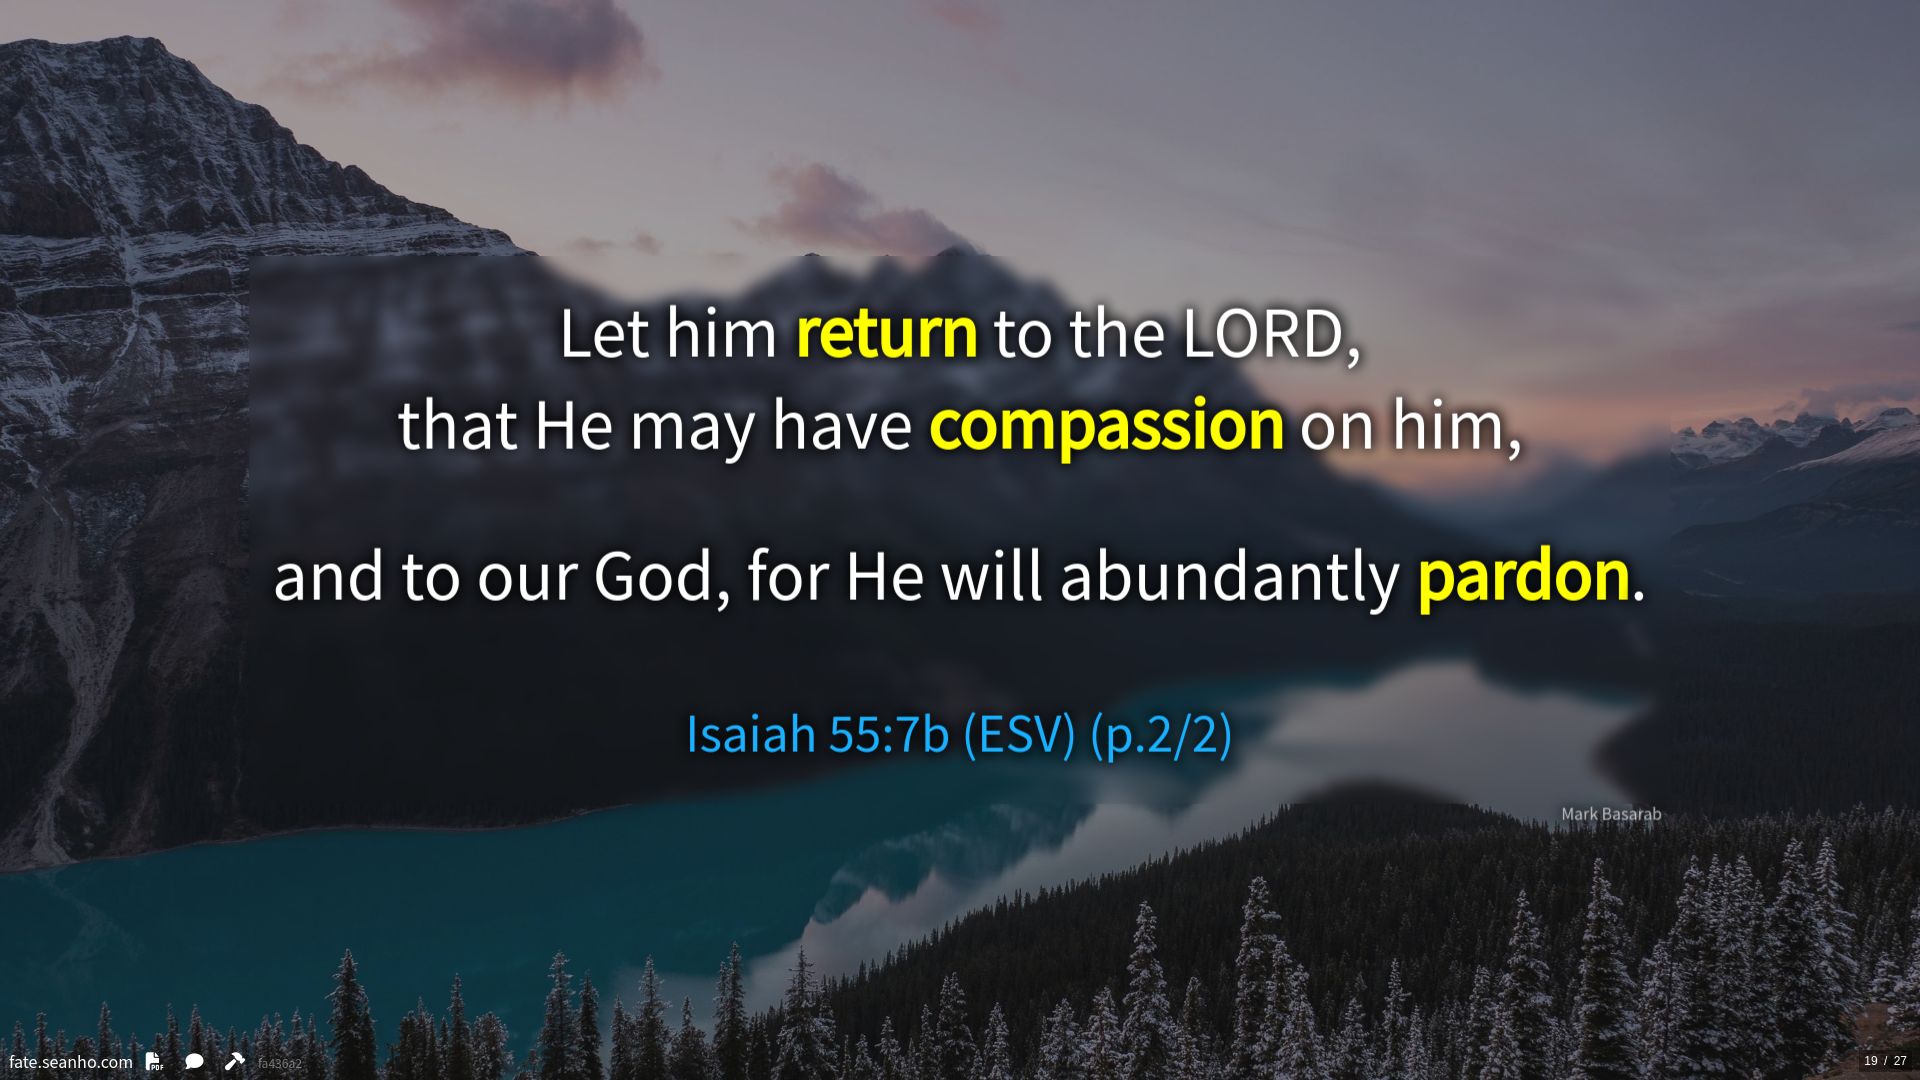 Let him return to the LORD,
that He may have compassion on him,
and to our God, for He will abundantly pardon.
Isaiah 55:7b (ESV) (p.2/2)
Mark Basarab
fate.seanho.com PDF fa436a2
19 / 27